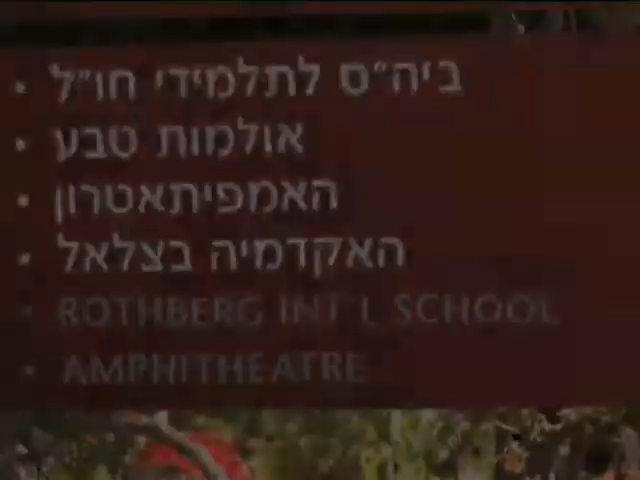 ביה״ס לתלמידי חו״ל
אולמות טבע
האמפיתאטרון
האקדמיה בצלאל
ROTHBERG INT'L SCHOOL
AMPHITHEATRE